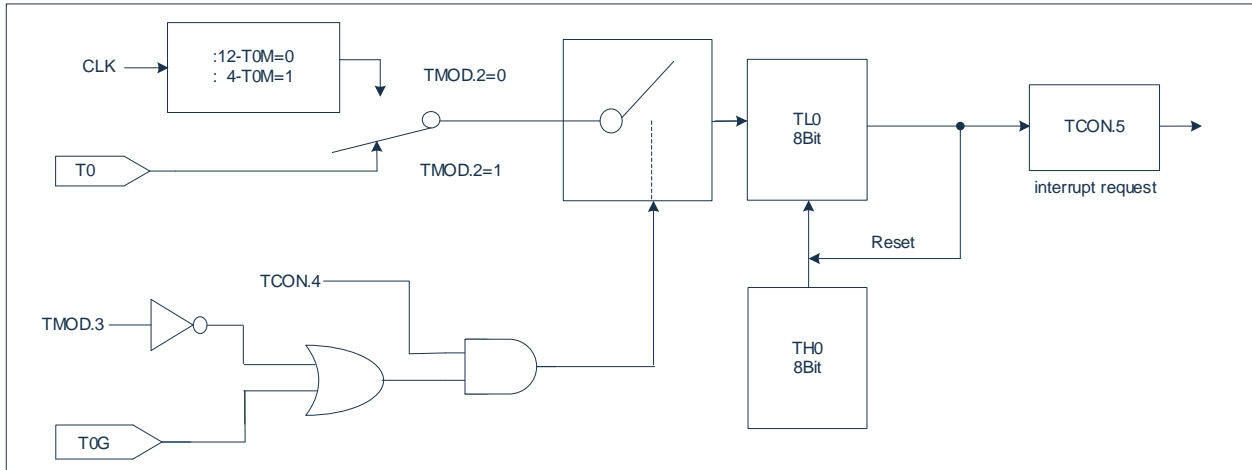 :12-T0M=0
: 4-T0M=1
CLK
TMOD.2=0
T0
TMOD.2=1
TL0
8Bit
TCON.5
interrupt request
Reset
TCON.4
TMOD.3
TH0
8Bit
T0G